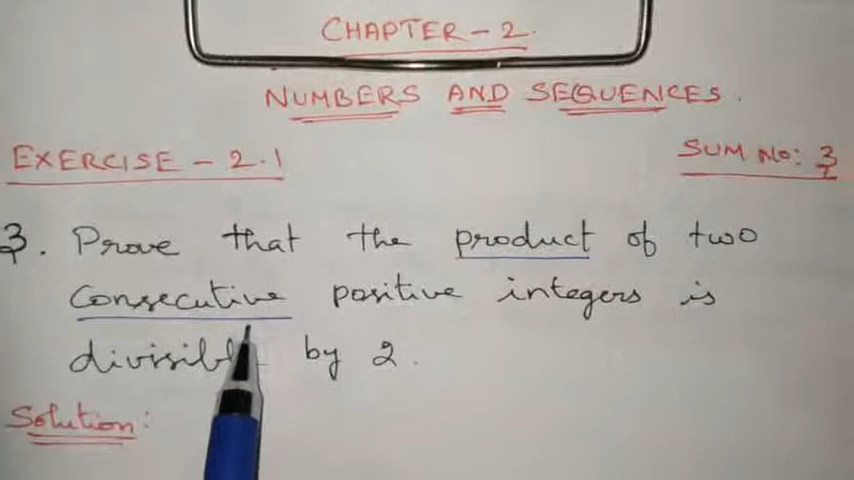 CHAPTER - 2.
NUMBERS AND SEQUENCES.
EXERCISE - 2.1
SUM NO: 3
3. Prove that the product of two
consecutive positive integers is
divisible by 2.
Solution: